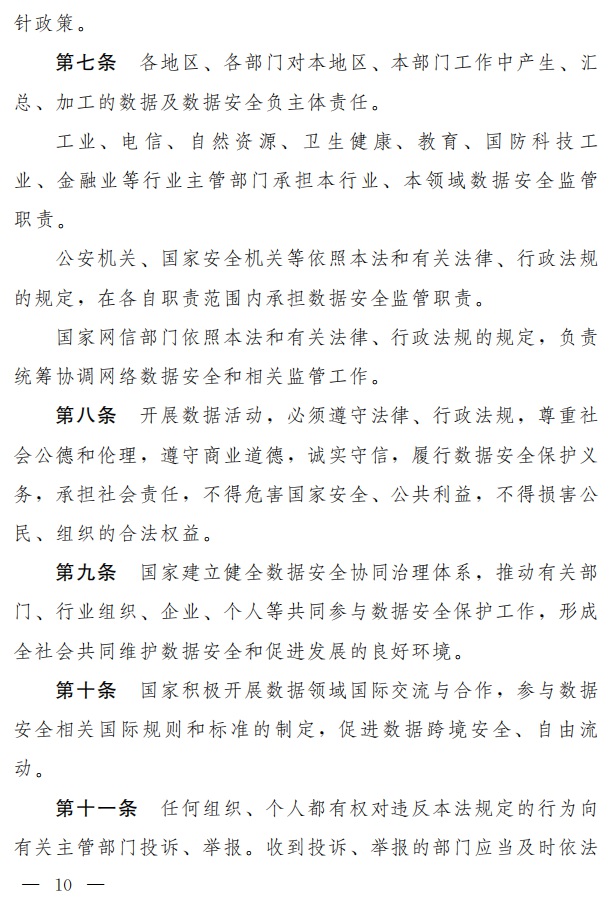 针政策。
第七条 各地区、各部门对本地区、本部门工作中产生、汇
总、加工的数据及数据安全负主体责任。
工业、电信、自然资源、卫生健康、教育、国防科技工
业、金融业等行业主管部门承担本行业、本领域数据安全监管
职责。
公安机关、国家安全机关等依照本法和有关法律、行政法规
的规定，在各自职责范围内承担数据安全监管职责。
国家网信部门依照本法和有关法律、行政法规的规定，负责
统筹协调网络数据安全和相关监管工作。
第八条 开展数据活动，必须遵守法律、行政法规，尊重社
会公德和伦理，遵守商业道德，诚实守信，履行数据安全保护义
务，承担社会责任，不得危害国家安全、公共利益，不得损害公
民、组织的合法权益。
第九条 国家建立健全数据安全协同治理体系，推动有关部
门、行业组织、企业、个人等共同参与数据安全保护工作，形成
全社会共同维护数据安全和促进发展的良好环境。
第十条 国家积极开展数据领域国际交流与合作，参与数据
安全相关国际规则和标准的制定，促进数据跨境安全、自由流
动。
第十一条 任何组织、个人都有权对违反本法规定的行为向
有关主管部门投诉、举报。收到投诉、举报的部门应当及时依法
— 10 —